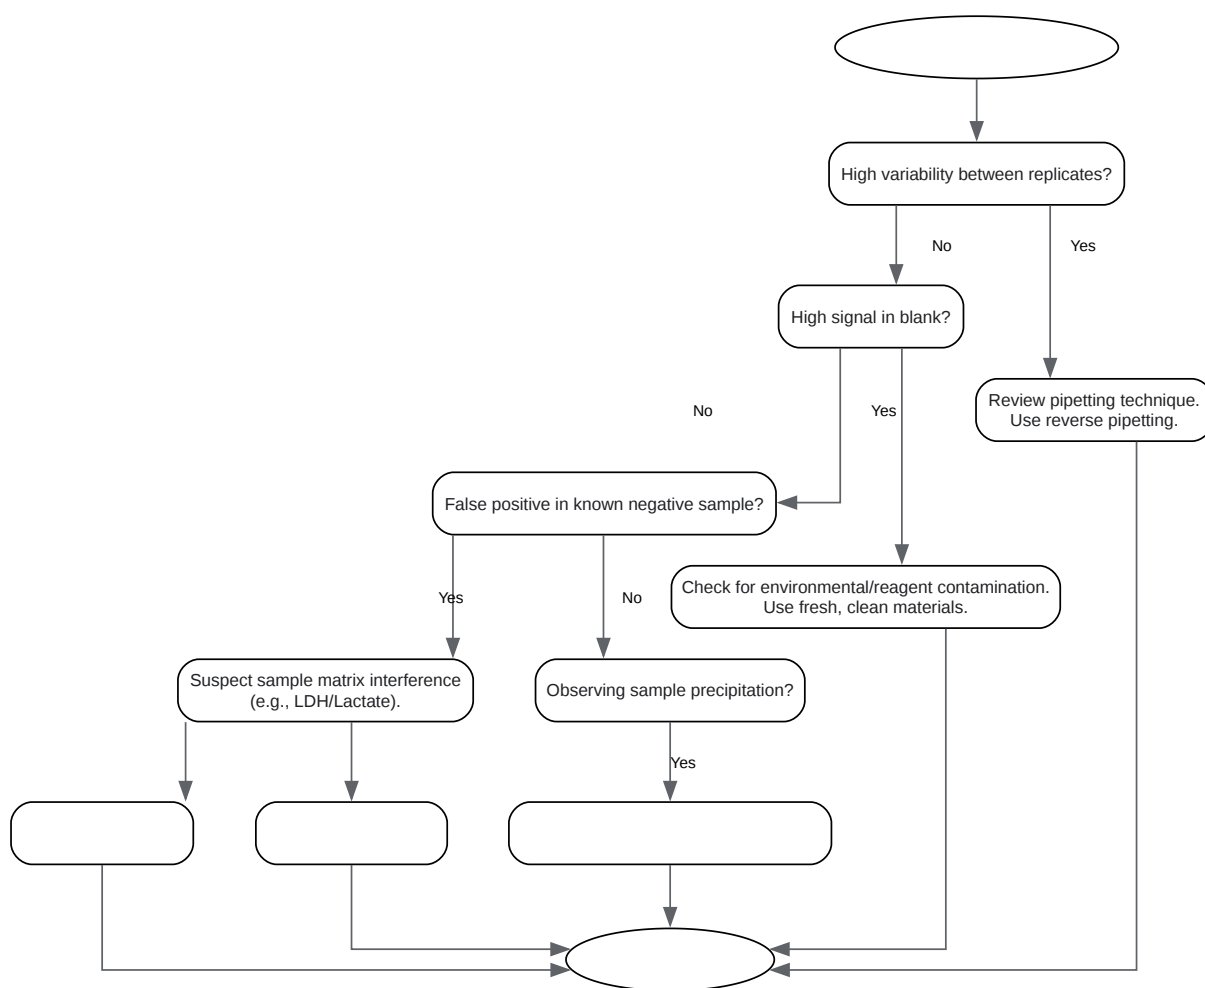 High variability between replicates?
No
Yes
High signal in blank?
No
Yes
Review pipetting technique.
Use reverse pipetting.
False positive in known negative sample?
Check for environmental/reagent contamination.
Use fresh, clean materials.
Yes
No
Suspect sample matrix interference
(e.g., LDH/Lactate).
Observing sample precipitation?
Yes